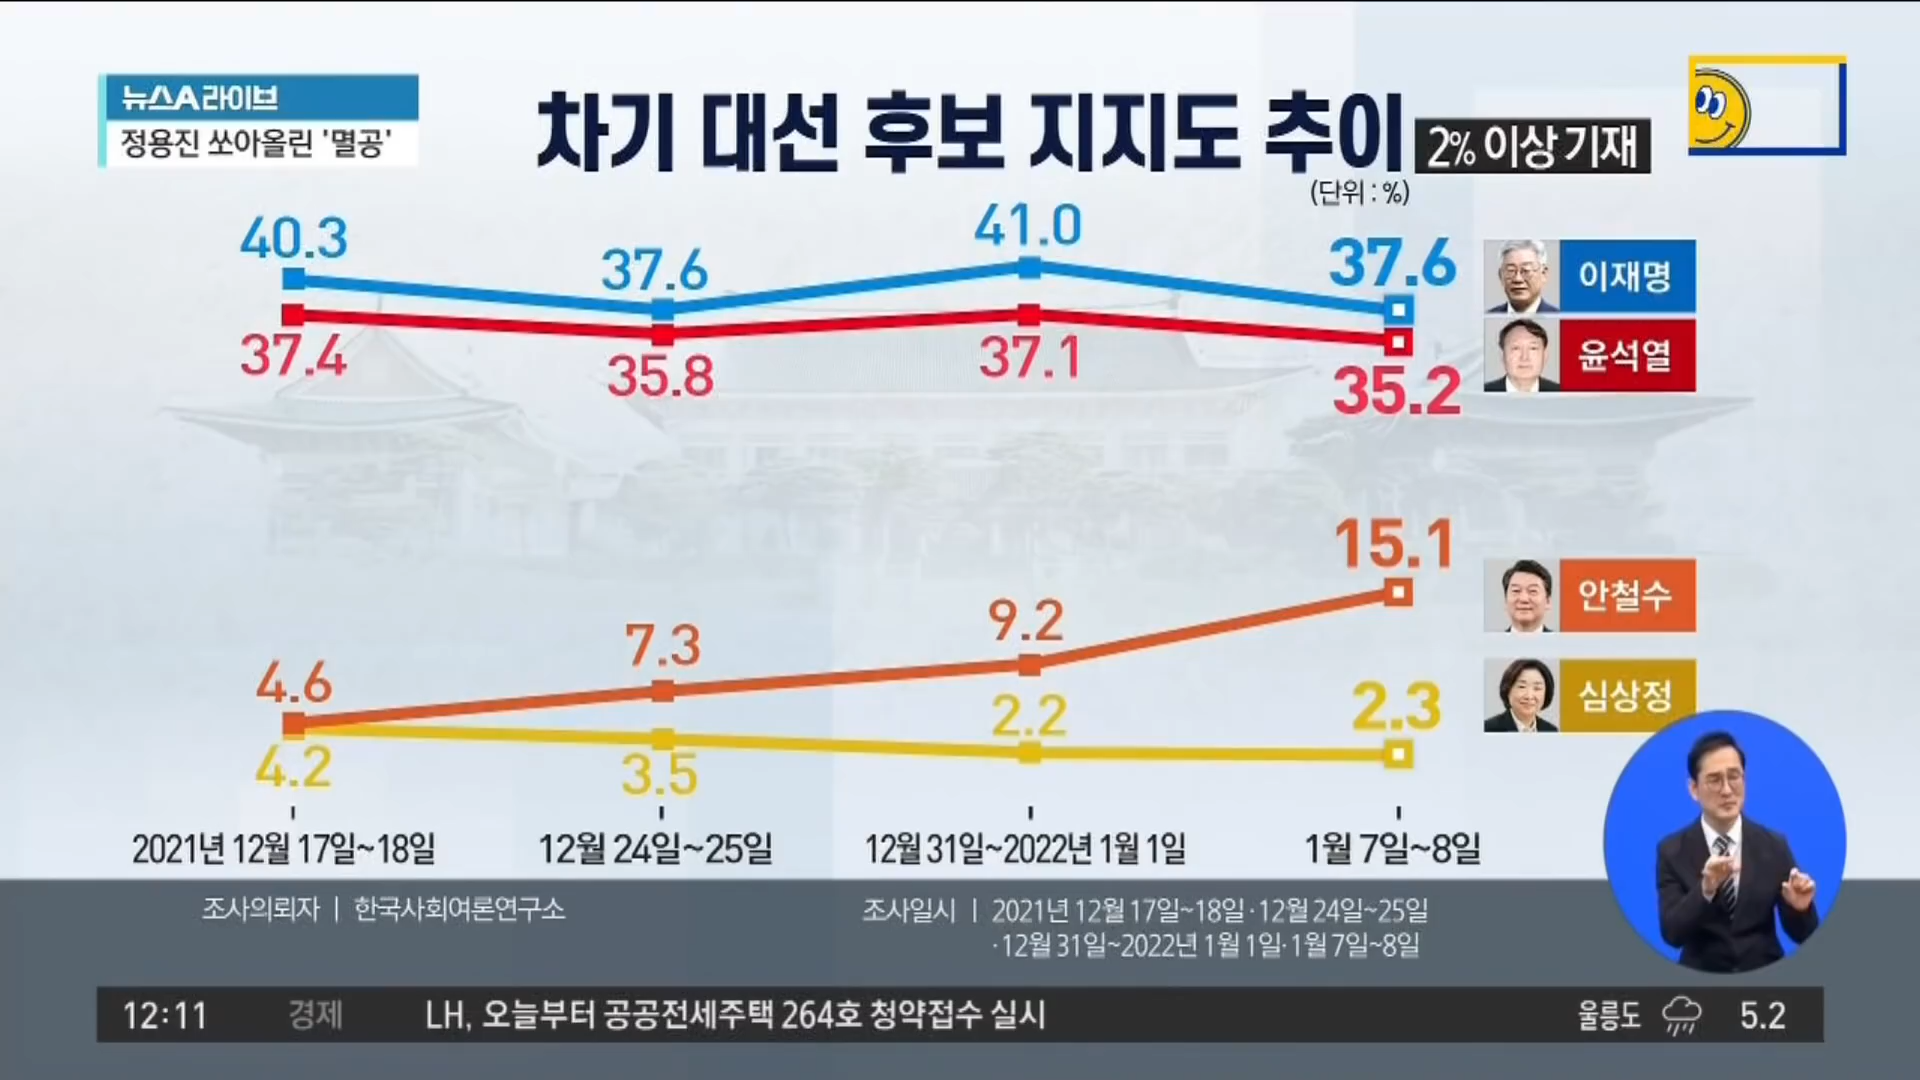 뉴스A 라이브
정용진 쏘아올린 '멸공'
차기 대선 후보 지지도 추이 2% 이상 기재
(단위 : %)
40.3 37.6 41.0 37.6 이재명
37.4 35.8 37.1 35.2 윤석열
4.6 7.3 9.2 15.1 안철수
4.2 3.5 2.2 2.3 심상정
2021년 12월 17일~18일 12월 24일~25일 12월 31일~2022년 1월 1일 1월 7일~8일
조사의뢰자 | 한국사회여론연구소
조사일시 | 2021년 12월 17일~18일·12월 24일~25일
·12월 31일~2022년 1월 1일·1월 7일~8일
12:11 경제 LH, 오늘부터 공공전세주택 264호 청약접수 실시 울릉도 5.2